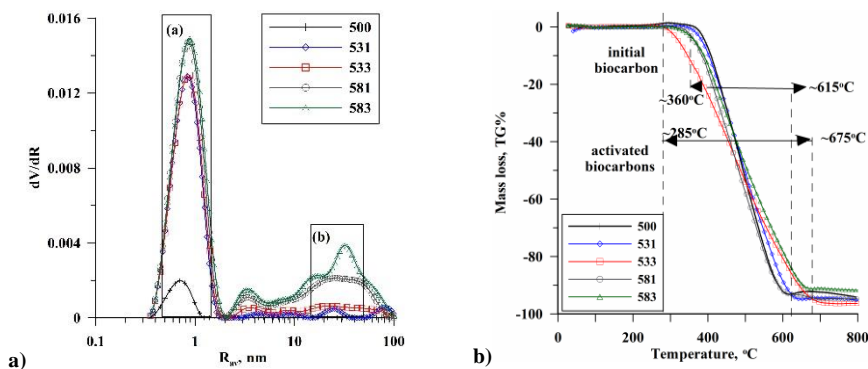 0.016
0.012
0.008
0.004
0
dV/dR
0.1
1
10
100
R_av, nm
(a)
(b)
500
531
533
581
583
a)
0
-20
-40
-60
-80
-100
Mass loss, TG%
0
200
400
600
800
Temperature, °C
initial
biocarbon
~615°C
~360°C
~285°C
~675°C
activated
biocarbons
500
531
533
581
583
b)